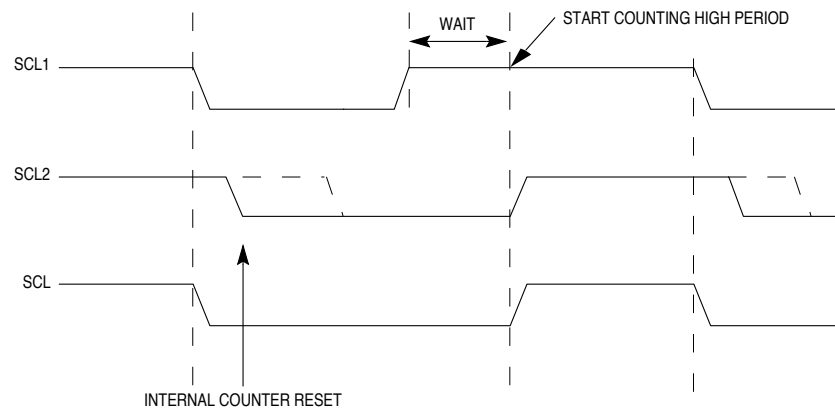 WAIT
START COUNTING HIGH PERIOD
SCL1
SCL2
SCL
INTERNAL COUNTER RESET